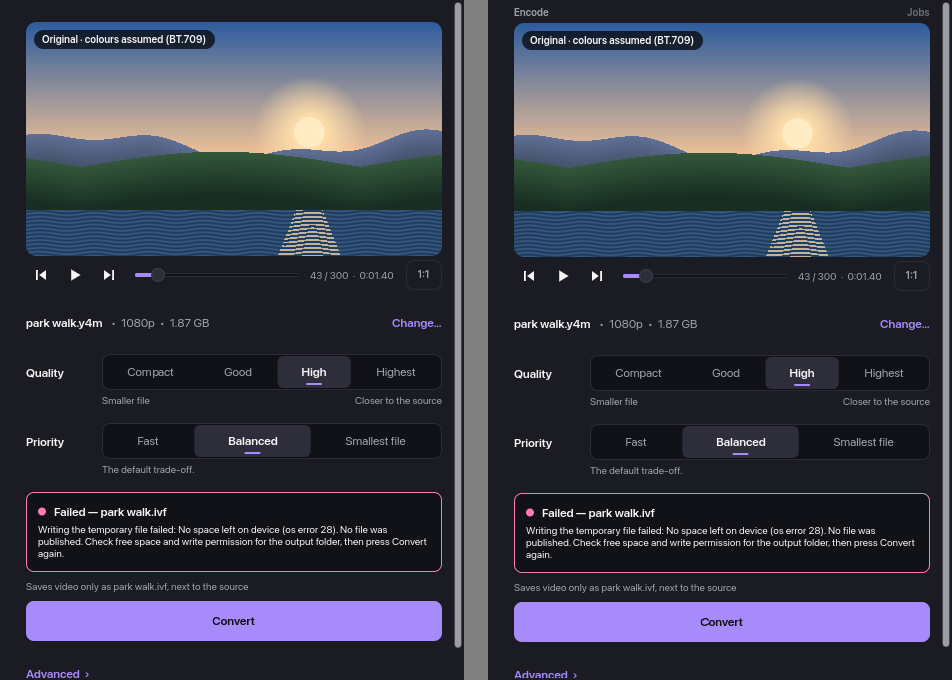 Original · colours assumed (BT.709)
43 / 300 · 0:01.40
1:1
park walk.y4m • 1080p • 1.87 GB
Change...
Quality
Compact Good High Highest
Smaller file
Closer to the source
Priority
Fast Balanced Smallest file
The default trade-off.
Failed — park walk.ivf
Writing the temporary file failed: No space left on device (os error 28). No file was
published. Check free space and write permission for the output folder, then press Convert
again.
Saves video only as park walk.ivf, next to the source
Convert
Advanced ›
Encode
Jobs
Original · colours assumed (BT.709)
43 / 300 · 0:01.40
1:1
park walk.y4m • 1080p • 1.87 GB
Change...
Quality
Compact Good High Highest
Smaller file
Closer to the source
Priority
Fast Balanced Smallest file
The default trade-off.
Failed — park walk.ivf
Writing the temporary file failed: No space left on device (os error 28). No file was
published. Check free space and write permission for the output folder, then press Convert
again.
Saves video only as park walk.ivf, next to the source
Convert
Advanced ›